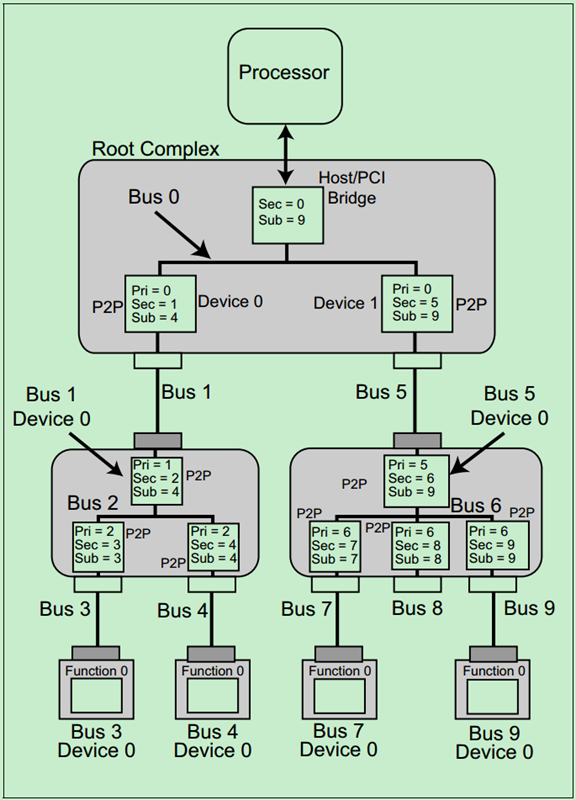 Processor
Root Complex
Host/PCI
Bridge
Bus 0
Sec = 0
Sub = 9
P2P
Pri = 0
Sec = 1
Sub = 4
Device 0
Device 1
Pri = 0
Sec = 5
Sub = 9
P2P
Bus 1
Bus 5
Bus 1
Device 0
Bus 5
Device 0
Pri = 1
Sec = 2
Sub = 4
P2P
Bus 2
Pri = 2
Sec = 3
Sub = 3
P2P
P2P
Pri = 2
Sec = 4
Sub = 4
P2P
Pri = 5
Sec = 6
Sub = 9
Bus 6
P2P
Pri = 6
Sec = 7
Sub = 7
P2P
Pri = 6
Sec = 8
Sub = 8
P2P
Pri = 6
Sec = 9
Sub = 9
Bus 3
Bus 4
Bus 7
Bus 8
Bus 9
Function 0
Function 0
Function 0
Function 0
Bus 3
Device 0
Bus 4
Device 0
Bus 7
Device 0
Bus 9
Device 0